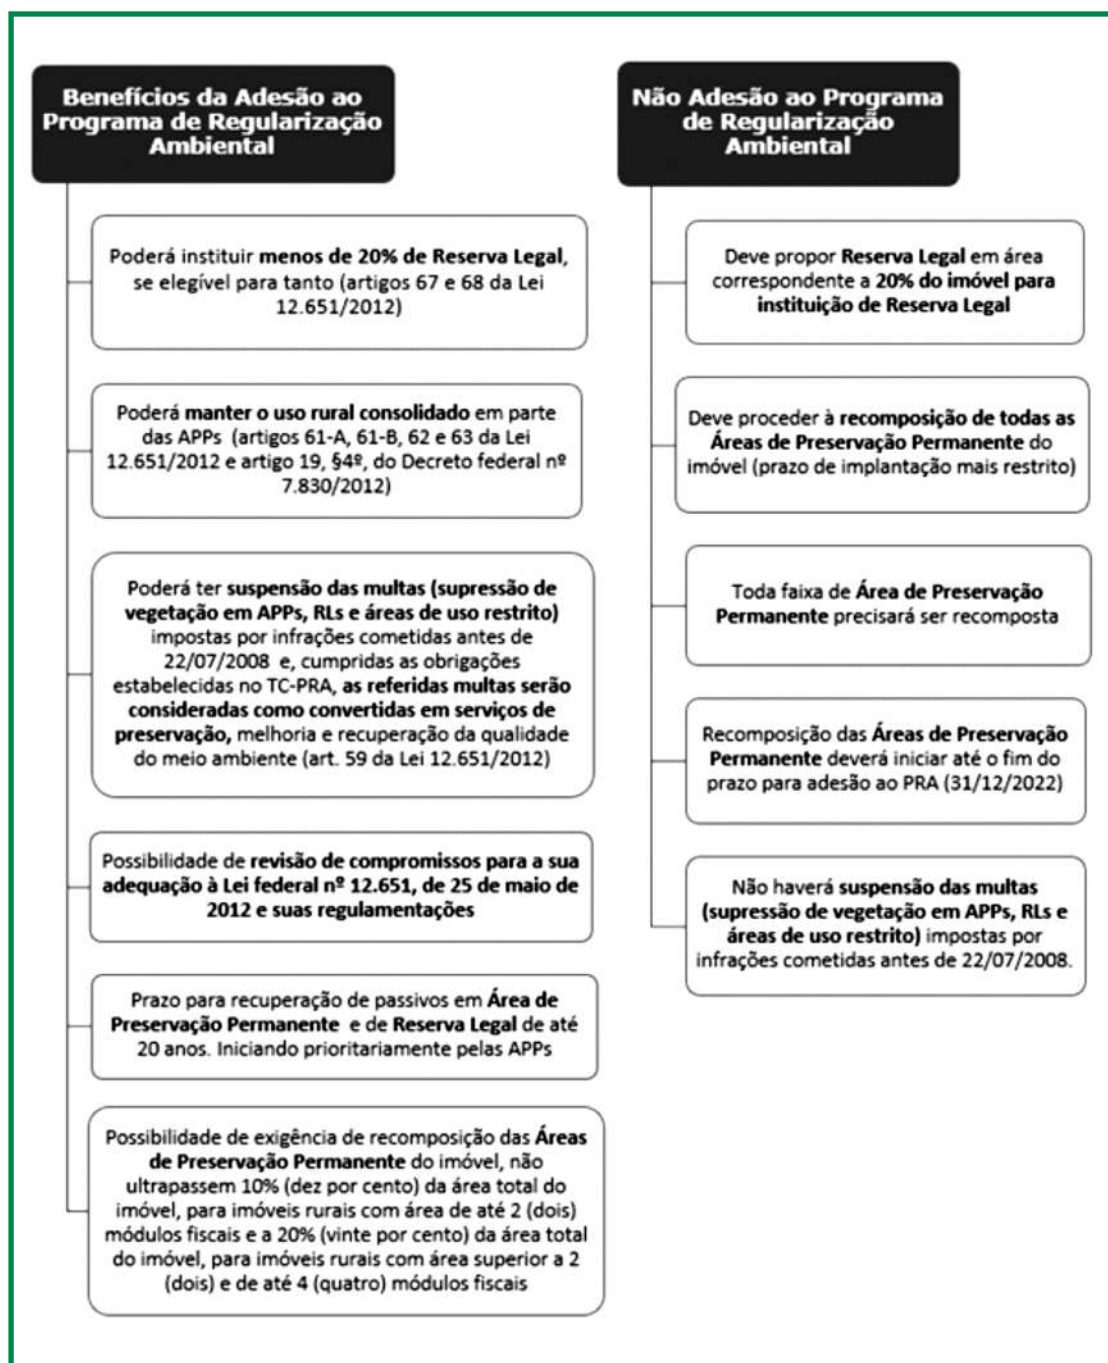 Benefícios da Adesão ao
Programa de Regularização
Ambiental
Poderá instituir menos de 20% de Reserva Legal,
se elegível para tanto (artigos 67 e 68 da Lei
12.651/2012)
Poderá manter o uso rural consolidado em parte
das APPs (artigos 61-A, 61-B, 62 e 63 da Lei
12.651/2012 e artigo 19, §4º, do Decreto federal nº
7.830/2012)
Poderá ter suspensão das multas (supressão de
vegetação em APPs, RLs e áreas de uso restrito)
impostas por infrações cometidas antes de
22/07/2008 e, cumpridas as obrigações
estabelecidas no TC-PRA, as referidas multas serão
consideradas como convertidas em serviços de
preservação, melhoria e recuperação da qualidade
do meio ambiente (art. 59 da Lei 12.651/2012)
Possibilidade de revisão de compromissos para a sua
adequação à Lei federal nº 12.651, de 25 de maio de
2012 e suas regulamentações
Prazo para recuperação de passivos em Área de
Preservação Permanente e de Reserva Legal de até
20 anos. Iniciando prioritariamente pelas APPs
Possibilidade de exigência de recomposição das Áreas
de Preservação Permanente do imóvel, não
ultrapassem 10% (dez por cento) da área total do
imóvel, para imóveis rurais com área de até 2 (dois)
módulos fiscais e a 20% (vinte por cento) da área total
do imóvel, para imóveis rurais com área superior a 2
(dois) e de até 4 (quatro) módulos fiscais
Não Adesão ao Programa
de Regularização
Ambiental
Deve propor Reserva Legal em área
correspondente a 20% do imóvel para
instituição de Reserva Legal
Deve proceder à recomposição de todas as
Áreas de Preservação Permanente do
imóvel (prazo de implantação mais restrito)
Toda faixa de Área de Preservação
Permanente precisará ser recomposta
Recomposição das Áreas de Preservação
Permanente deverá iniciar até o fim do
prazo para adesão ao PRA (31/12/2022)
Não haverá suspensão das multas
(supressão de vegetação em APPs, RLs e
áreas de uso restrito) impostas por
infrações cometidas antes de 22/07/2008.